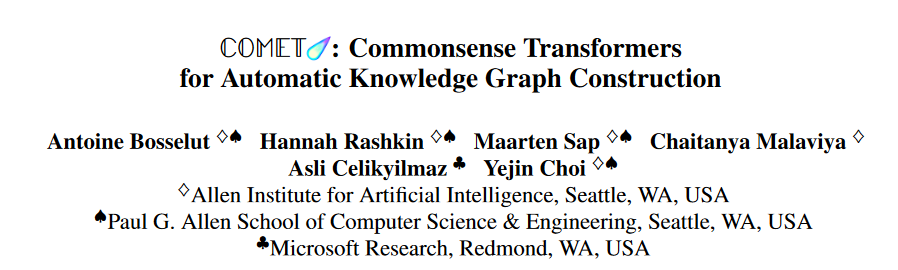 COMET☄: Commonsense Transformers
for Automatic Knowledge Graph Construction
Antoine Bosselut ♢♠ Hannah Rashkin ♢♠ Maarten Sap ♢♠ Chaitanya Malaviya ♢
Asli Celikyilmaz ♣ Yejin Choi ♢♠
♢Allen Institute for Artificial Intelligence, Seattle, WA, USA
♠Paul G. Allen School of Computer Science & Engineering, Seattle, WA, USA
♣Microsoft Research, Redmond, WA, USA